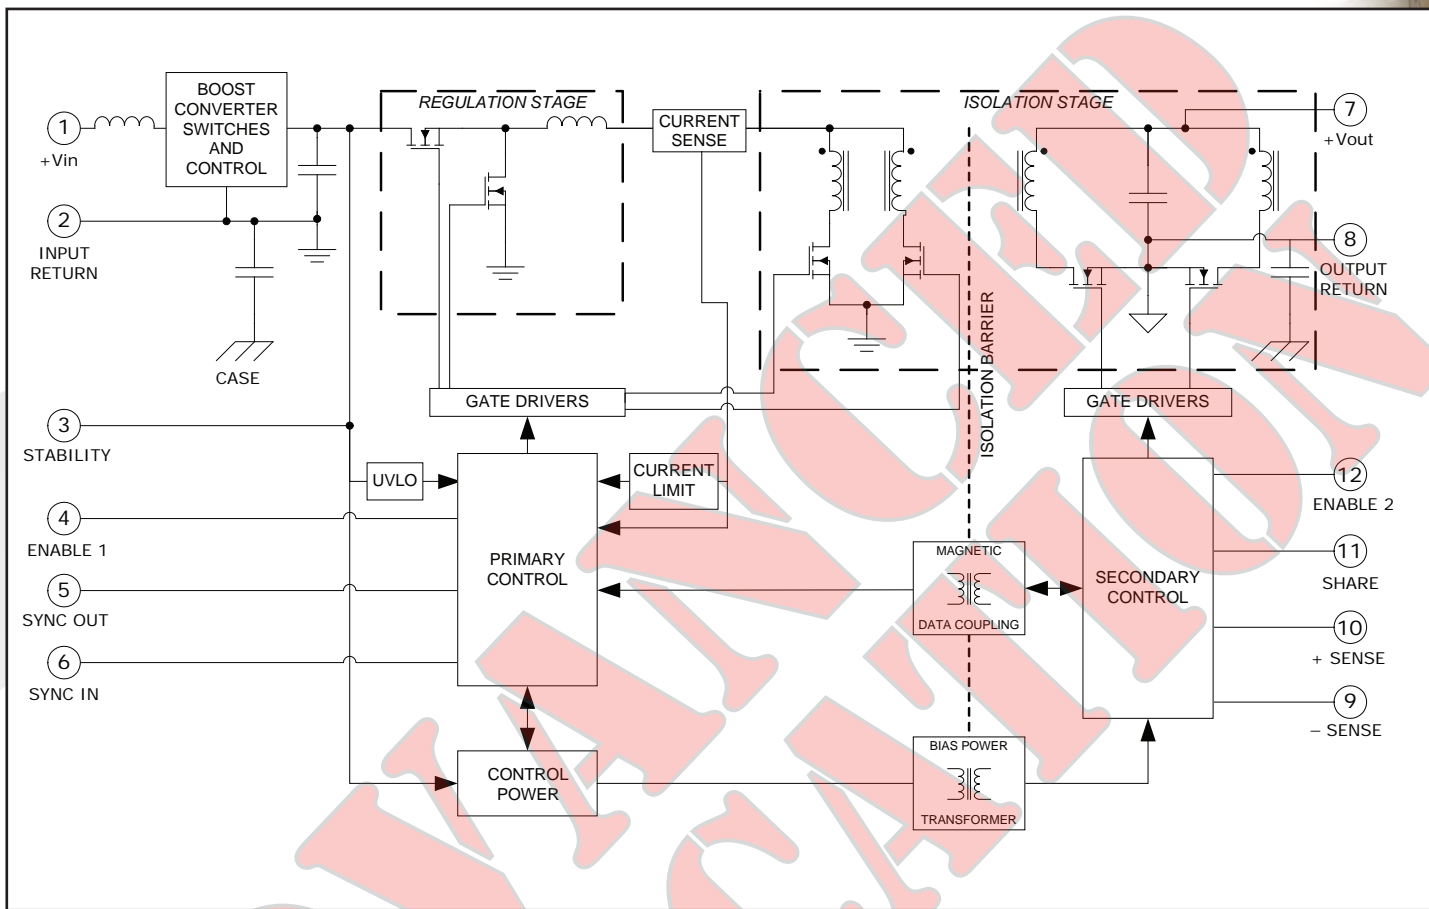 BOOST
CONVERTER
SWITCHES
AND
CONTROL
REGULATION STAGE
CURRENT
SENSE
ISOLATION STAGE
1
+Vin
2
INPUT
RETURN
CASE
7
+Vout
8
OUTPUT
RETURN
ISOLATION BARRIER
GATE DRIVERS
GATE DRIVERS
3
STABILITY
UVLO
CURRENT
LIMIT
4
ENABLE 1
5
SYNC OUT
6
SYNC IN
PRIMARY
CONTROL
MAGNETIC
DATA COUPLING
SECONDARY
CONTROL
12
ENABLE 2
11
SHARE
10
+ SENSE
9
– SENSE
CONTROL
POWER
BIAS POWER
TRANSFORMER